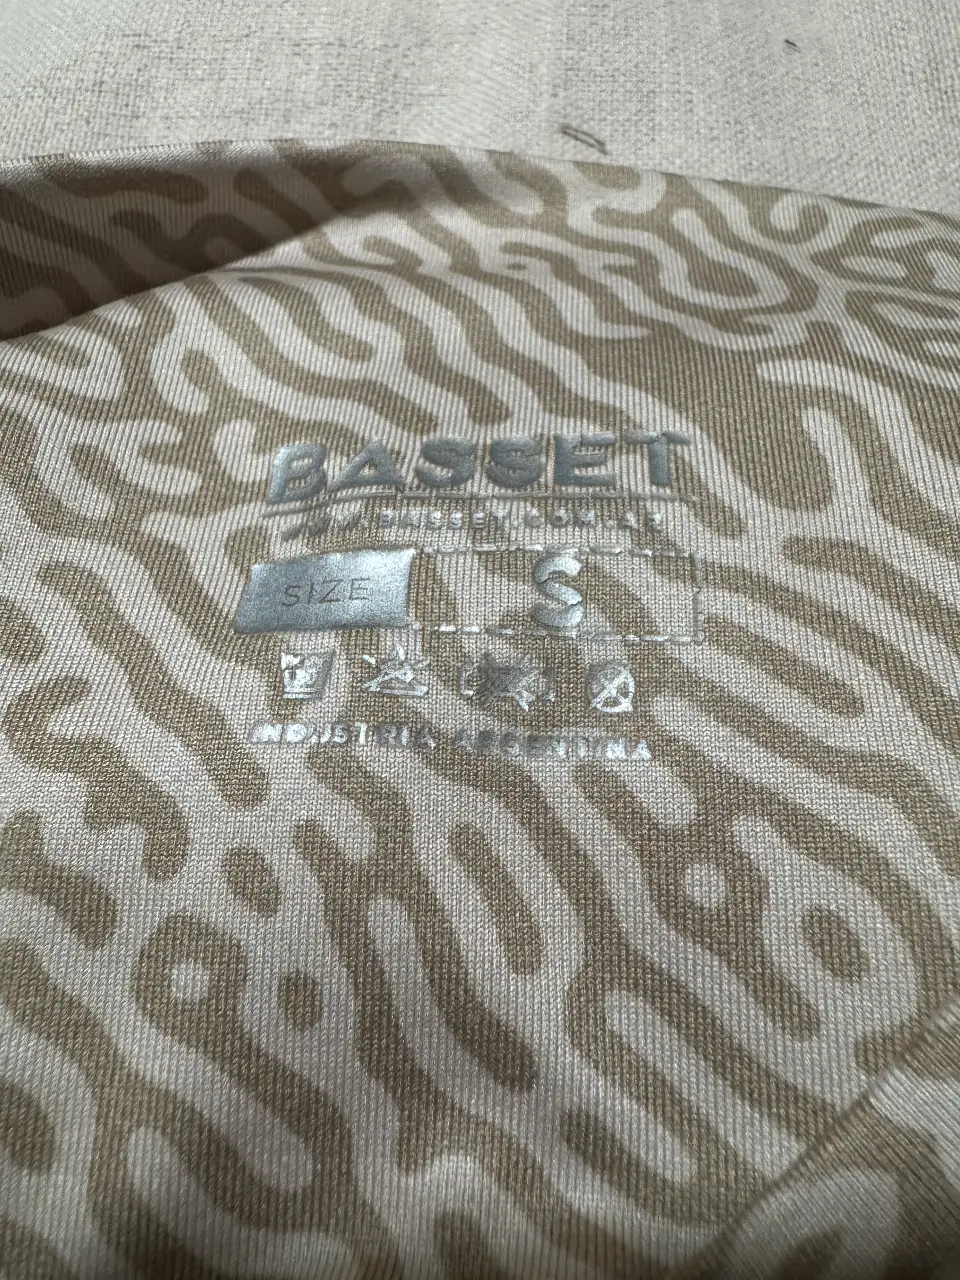 BASSET
WWW.BASSET.COM.AR
SIZE S
INDUSTRIA ARGENTINA